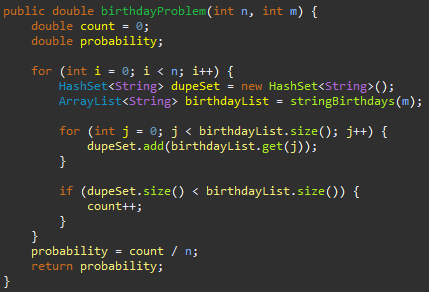 public double birthdayProblem(int n, int m) {
    double count = 0;
    double probability;

    for (int i = 0; i < n; i++) {
        HashSet<String> dupeSet = new HashSet<String>();
        ArrayList<String> birthdayList = stringBirthdays(m);

        for (int j = 0; j < birthdayList.size(); j++) {
            dupeSet.add(birthdayList.get(j));
        }

        if (dupeSet.size() < birthdayList.size()) {
            count++;
        }
    }
    probability = count / n;
    return probability;
}